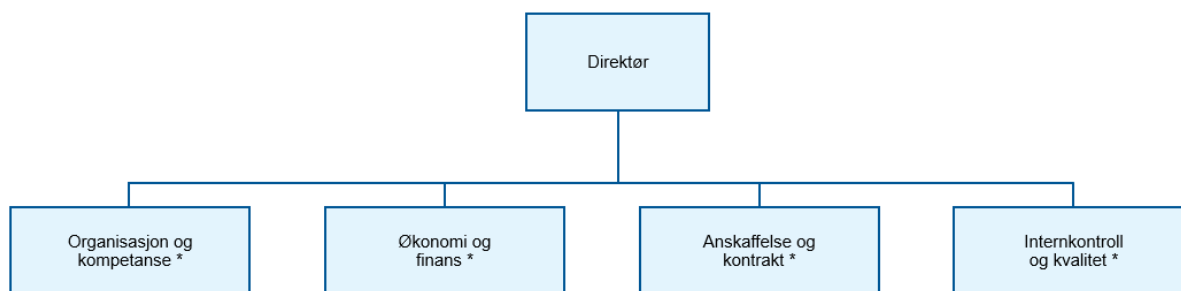 Direktør
Organisasjon og
kompetanse *
Økonomi og
finans *
Anskaffelse og
kontrakt *
Internkontroll
og kvalitet *